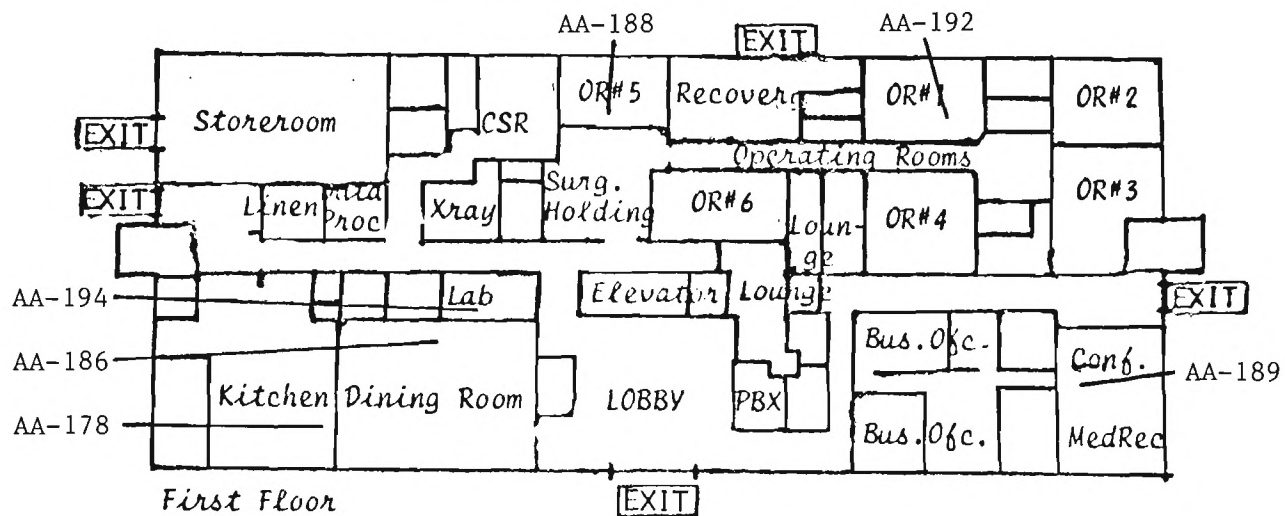 AA-188
AA-192
EXIT
OR#5
Recovery
OR#1
OR#2
Storeroom
CSR
EXIT
Operating Rooms
EXIT
Linen
Proc
Xray
Surg.
Holding
OR#6
Loun-
ge
OR#4
OR#3
AA-194
Lab
Elevator
Lounge
EXIT
AA-186
Bus.Ofc.
Conf.
AA-189
Kitchen
Dining Room
LOBBY
PBX
AA-178
Bus.Ofc.
MedRec
First Floor
EXIT